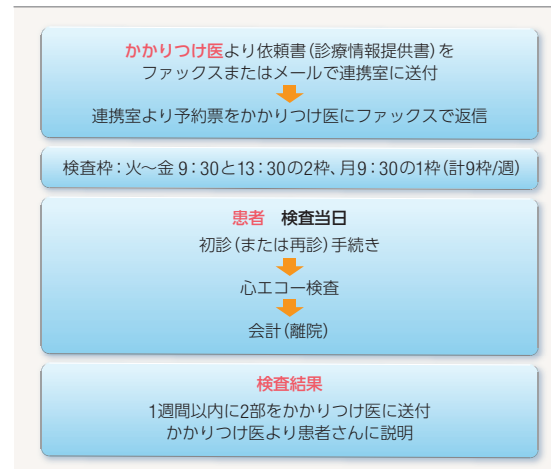 かかりつけ医より依頼書(診療情報提供書)を
ファックスまたはメールで連携室に送付
連携室より予約票をかかりつけ医にファックスで返信
検査枠：火〜金 9：30と13：30の2枠、月9：30の1枠(計9枠/週)
患者　検査当日
初診(または再診)手続き
心エコー検査
会計(離院)
検査結果
1週間以内に2部をかかりつけ医に送付
かかりつけ医より患者さんに説明